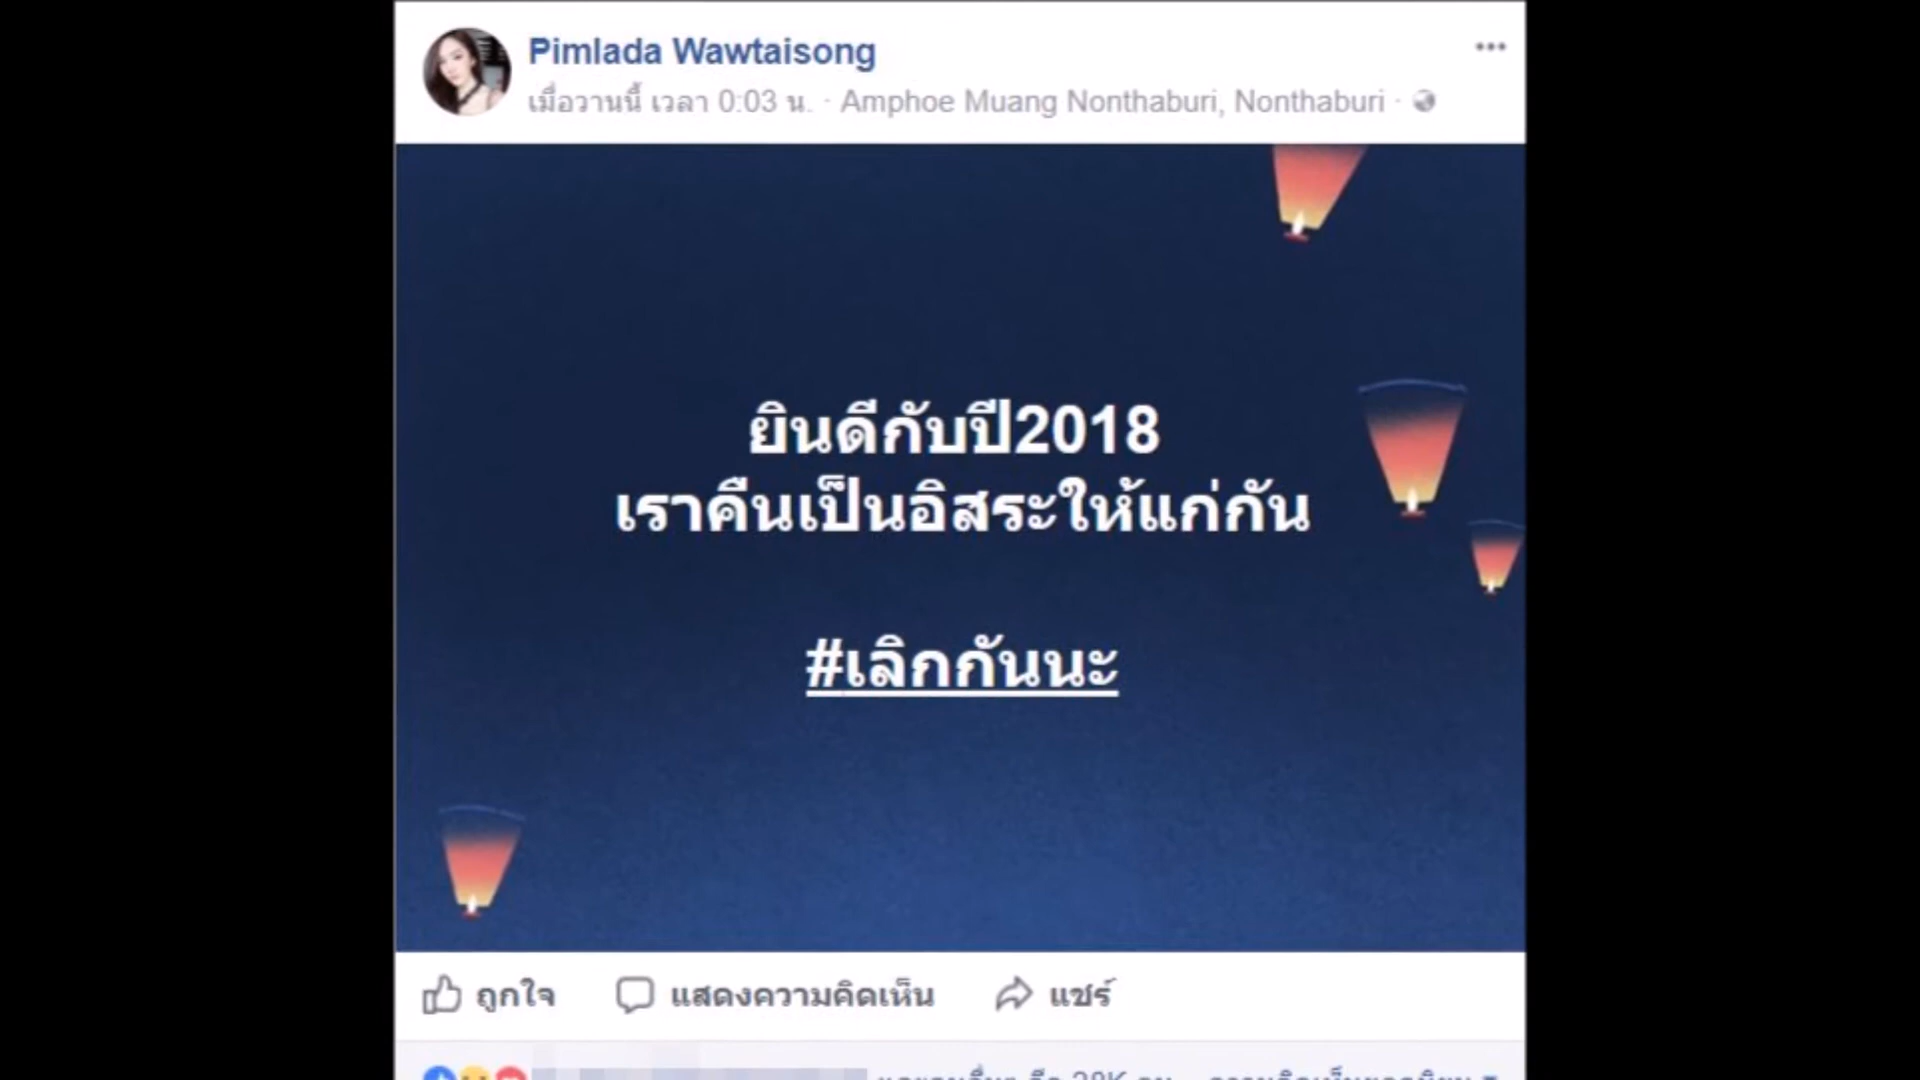 Pimlada Wawtaisong
เมื่อวานนี้ เวลา 0:03 น. · Amphoe Muang Nonthaburi, Nonthaburi ·
ยินดีกับปี2018
เราคืนเป็นอิสระให้แก่กัน
#เลิกกันนะ
ถูกใจ แสดงความคิดเห็น แชร์